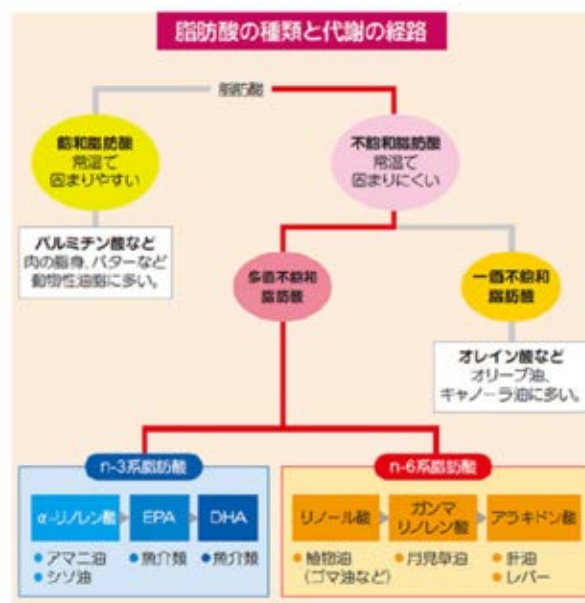 脂肪酸の種類と代謝の経路
脂肪酸
飽和脂肪酸
常温で
固まりやすい
不飽和脂肪酸
常温で
固まりにくい
パルミチン酸など
肉の脂身、バターなど
動物性油脂に多い。
多価不飽和
脂肪酸
一価不飽和
脂肪酸
オレイン酸など
オリーブ油、
キャノーラ油に多い。
n-3系脂肪酸
α-リノレン酸
EPA
DHA
●アマニ油
●シソ油
●魚介類
●魚介類
n-6系脂肪酸
リノール酸
ガンマ
リノレン酸
アラキドン酸
●植物油
(ゴマ油など)
●月見草油
●肝油
●レバー